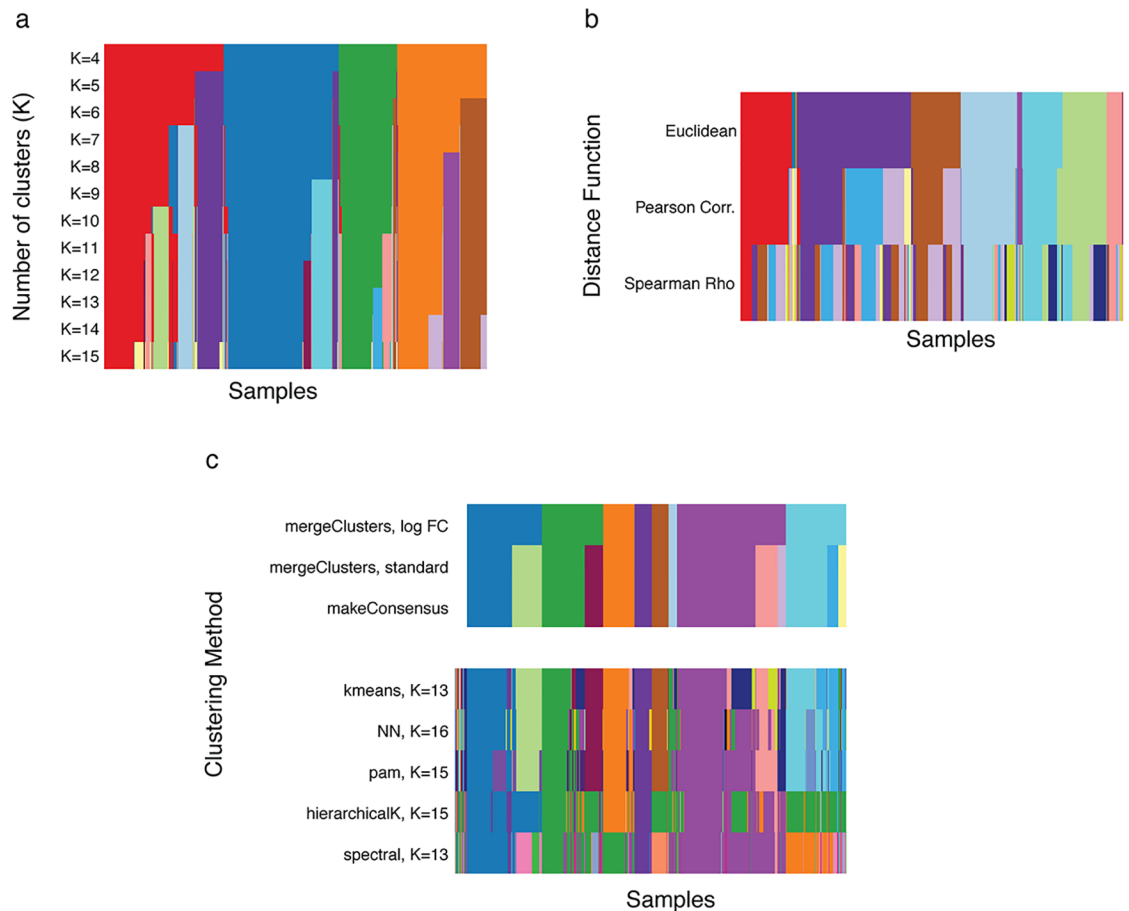 a
Number of clusters (K)
K=4
K=5
K=6
K=7
K=8
K=9
K=10
K=11
K=12
K=13
K=14
K=15
Samples
b
Distance Function
Euclidean
Pearson Corr.
Spearman Rho
Samples
c
Clustering Method
mergeClusters, log FC
mergeClusters, standard
makeConsensus
kmeans, K=13
NN, K=16
pam, K=15
hierarchicalK, K=15
spectral, K=13
Samples